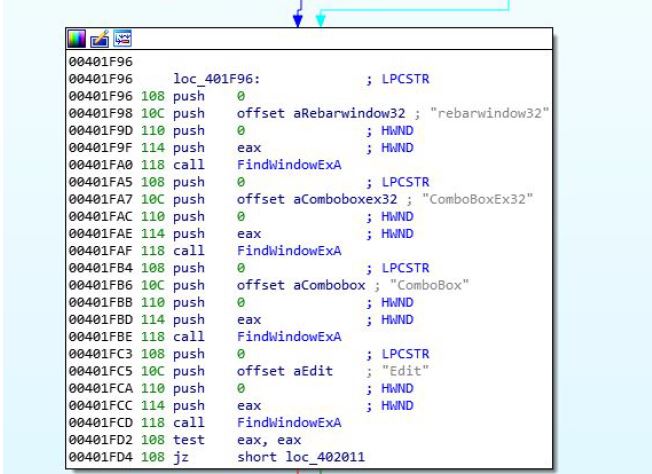 00401F96
00401F96 loc_401F96: ; LPCSTR
00401F96 108 push 0
00401F98 10C push offset aRebarwindow32 ; "rebarwindow32"
00401F9D 110 push 0 ; HWND
00401F9F 114 push eax ; HWND
00401FA0 118 call FindWindowExA
00401FA5 108 push 0 ; LPCSTR
00401FA7 10C push offset aComboboxex32 ; "ComboBoxEx32"
00401FAC 110 push 0 ; HWND
00401FAE 114 push eax ; HWND
00401FAF 118 call FindWindowExA
00401FB4 108 push 0 ; LPCSTR
00401FB6 10C push offset aCombobox ; "ComboBox"
00401FBB 110 push 0 ; HWND
00401FBD 114 push eax ; HWND
00401FBE 118 call FindWindowExA
00401FC3 108 push 0 ; LPCSTR
00401FC5 10C push offset aEdit ; "Edit"
00401FCA 110 push 0 ; HWND
00401FCC 114 push eax ; HWND
00401FCD 118 call FindWindowExA
00401FD2 108 test eax, eax
00401FD4 108 jz short loc_402011